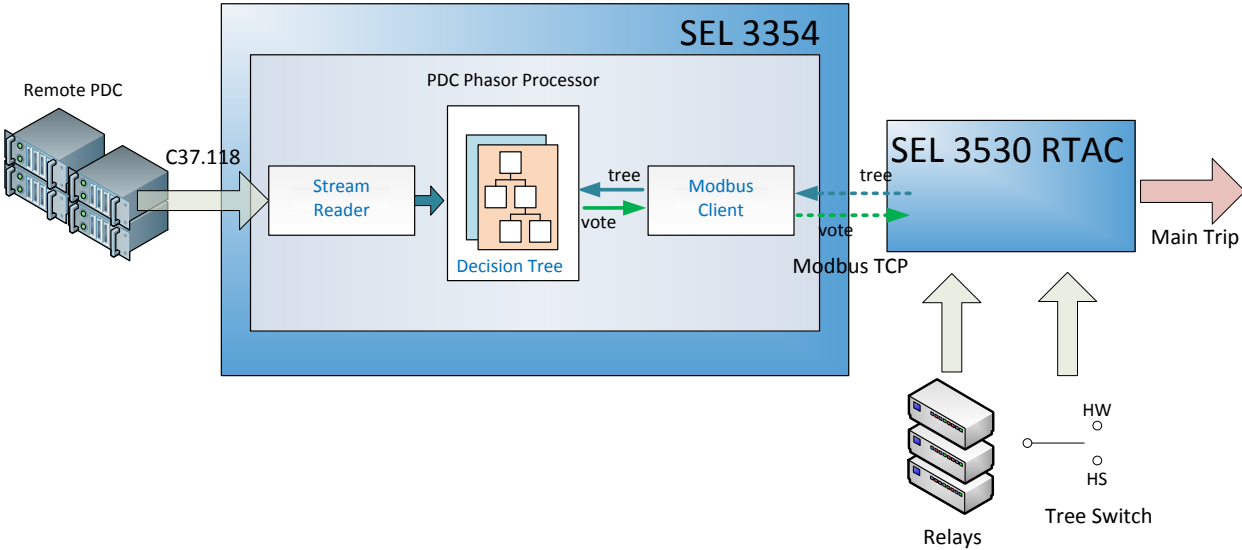 SEL 3354
PDC Phasor Processor
Remote PDC
C37.118
SEL 3530 RTAC
Stream
Reader
tree
vote
Modbus
Client
tree
vote
Decision Tree
Modbus TCP
Main Trip
HW
HS
Tree Switch
Relays